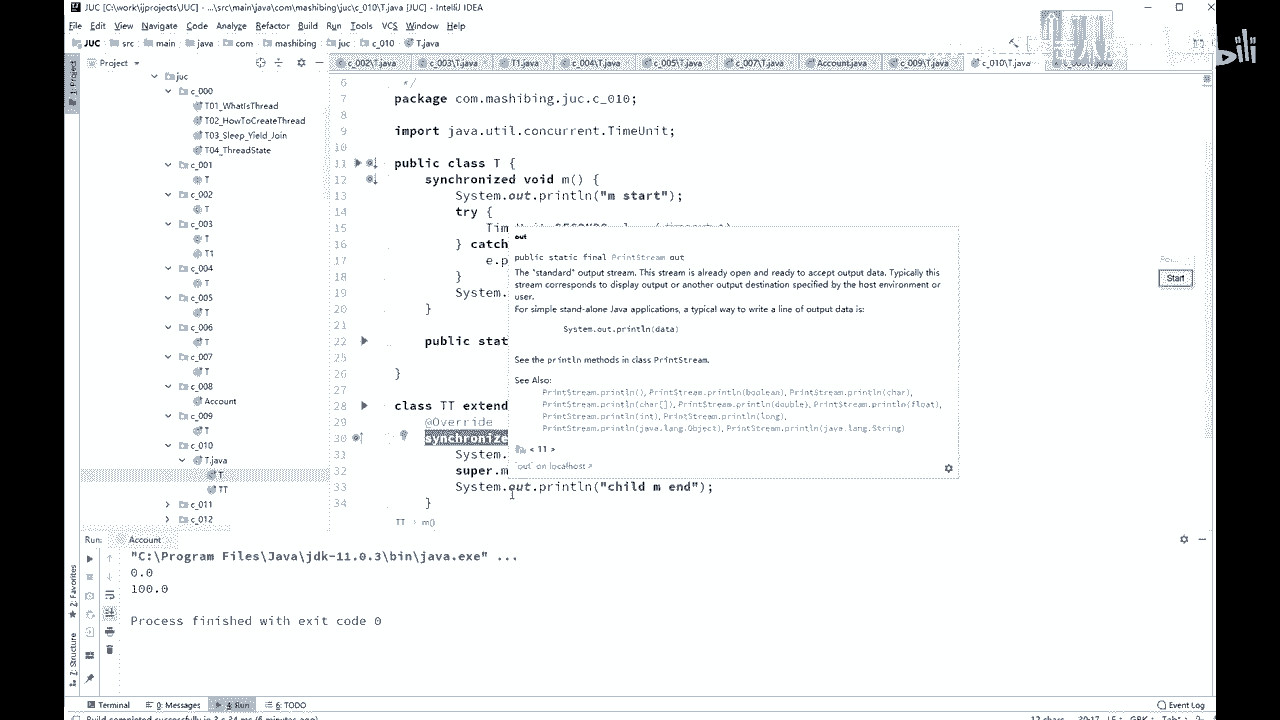 JUC [C:\work\ijprojects\JUC] - ...\src\main\java\com\mashibing\juc\c_010\T.java [JUC] - IntelliJ IDEA
File Edit View Navigate Code Analyze Refactor Build Run Tools VCS Window Help
JUC src main java com mashibing juc c_010 T.java
Project
c_002\T.java c_003\T.java T1.java c_004\T.java c_005\T.java c_007\T.java Account.java c_009\T.java c_010\T.java
1: Project
juc
c_000
T01_WhatIsThread
T02_HowToCreateThread
T03_Sleep_Yield_Join
T04_ThreadState
c_001
T
c_002
T
c_003
T
T1
c_004
T
c_005
T
c_006
T
c_007
T
c_008
Account
c_009
T
c_010
T.java
T
TT
c_011
c_012
6 */
7 package com.mashibing.juc.c_010;
8
9 import java.util.concurrent.TimeUnit;
10
11 public class T {
12 synchronized void m() {
13 System.out.println("m start");
14 try {
15 Tim
16 } catch
17 e.p
18 }
19 System.
20 }
21
22 public stat
25
26 }
27
28 class TT extend
29 @Override
30 synchronize
31 System.
32 super.m
33 System.out.println("child m end");
34 }
TT m()
out
public static final PrintStream out
The "standard" output stream. This stream is already open and ready to accept output data. Typically this
stream corresponds to display output or another output destination specified by the host environment or
user.
For simple stand-alone Java applications, a typical way to write a line of output data is:
System.out.println(data)
See the println methods in class PrintStream.
See Also:
PrintStream.println(), PrintStream.println(boolean), PrintStream.println(char),
PrintStream.println(char[]), PrintStream.println(double), PrintStream.println(float),
PrintStream.println(int), PrintStream.println(long),
PrintStream.println(java.lang.Object), PrintStream.println(java.lang.String)
< 11 >
`out` on localhost
Start
Run: Account
"C:\Program Files\Java\jdk-11.0.3\bin\java.exe" ...
0.0
100.0
Process finished with exit code 0
2: Favorites
Z: Structure
Terminal 0: Messages 4: Run 6: TODO
Event Log
Build completed successfully in 3 s 34 ms (6 minutes ago)
12 chars 30:17 LF GBK Tab*